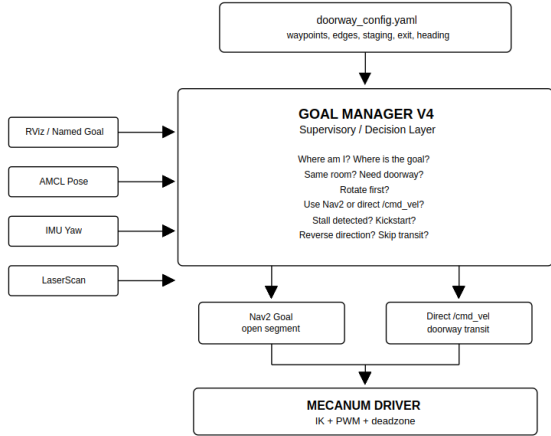 doorway_config.yaml
waypoints, edges, staging, exit, heading
GOAL MANAGER V4
Supervisory / Decision Layer
Where am I? Where is the goal?
Same room? Need doorway?
Rotate first?
Use Nav2 or direct /cmd_vel?
Stall detected? Kickstart?
Reverse direction? Skip transit?
RViz / Named Goal
AMCL Pose
IMU Yaw
LaserScan
Nav2 Goal
open segment
Direct /cmd_vel
doorway transit
MECANUM DRIVER
IK + PWM + deadzone